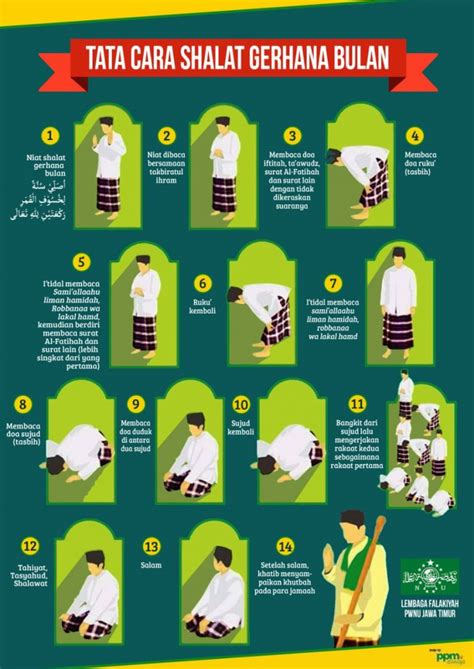 TATA CARA SHALAT GERHANA BULAN
1
Niat shalat
gerhana
bulan
أُصَلِّيْ سُنَّةً
لِخُسُوْفِ الْقَمَرِ
رَكْعَتَيْنِ لِلّٰهِ تَعَالَى
2
Niat dibaca
bersamaan
takbiratul
ihram
3
Membaca doa
iftitah, ta'awudz,
surat Al-Fatihah
dan surat lain
dengan tidak
dikeraskan
suaranya
4
Membaca
doa ruku'
(tasbih)
5
I'tidal membaca
Sami'allaahu
liman hamidah,
Robbanaa wa
lakal hamd,
kemudian berdiri
membaca surat
Al-Fatihah dan
surat lain (lebih
singkat dari yang
pertama)
6
Ruku'
kembali
7
I'tidal membaca
sami'allaahu
liman hamidah,
robbanaa
wa lakal hamd
8
Membaca
doa sujud
(tasbih)
9
Membaca
doa duduk
di antara
dua sujud
10
Sujud
kembali
11
Bangkit dari
sujud lalu
mengerjakan
rakaat kedua
sebagaimana
rakaat pertama
12
Tahiyat,
Tasyahud,
Shalawat
13
Salam
14
Setelah salam,
khatib menyam-
paikan khutbah
pada para jamaah
NU
LEMBAGA FALAKIYAH
PWNU JAWA TIMUR
ppm